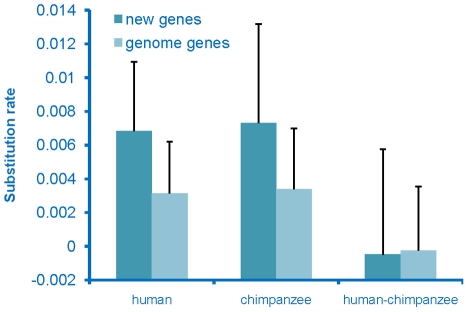 0.014
0.012
0.01
0.008
0.006
0.004
0.002
0
-0.002
Substitution rate
new genes
genome genes
human
chimpanzee
human-chimpanzee